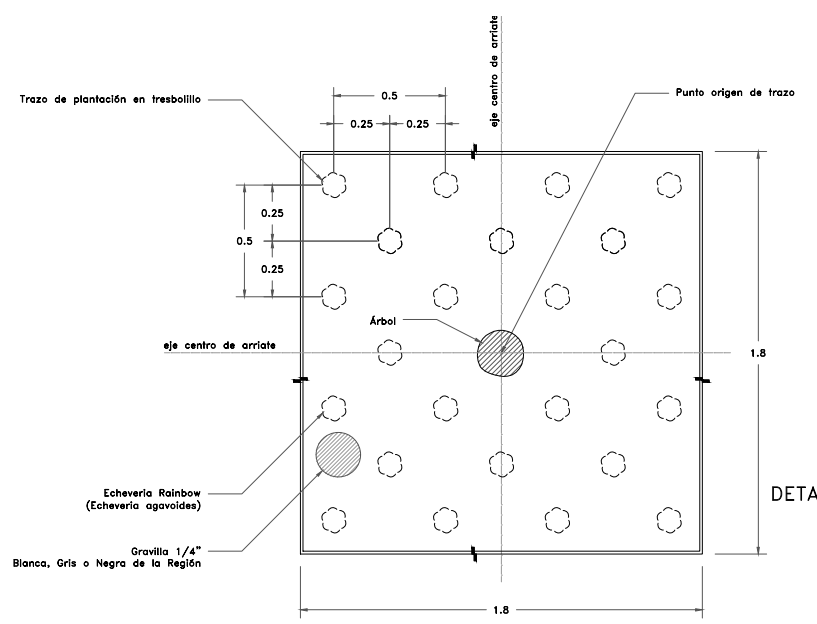 eje centro de arriate
0.5
Trazo de plantación en tresbolillo
Punto origen de trazo
0.25
0.25
0.25
0.5
0.25
Árbol
eje centro de arriate
1.8
Echeveria Rainbow
(Echeveria agavoides)
DETA
Gravilla 1/4"
Blanca, Gris o Negra de la Región
1.8